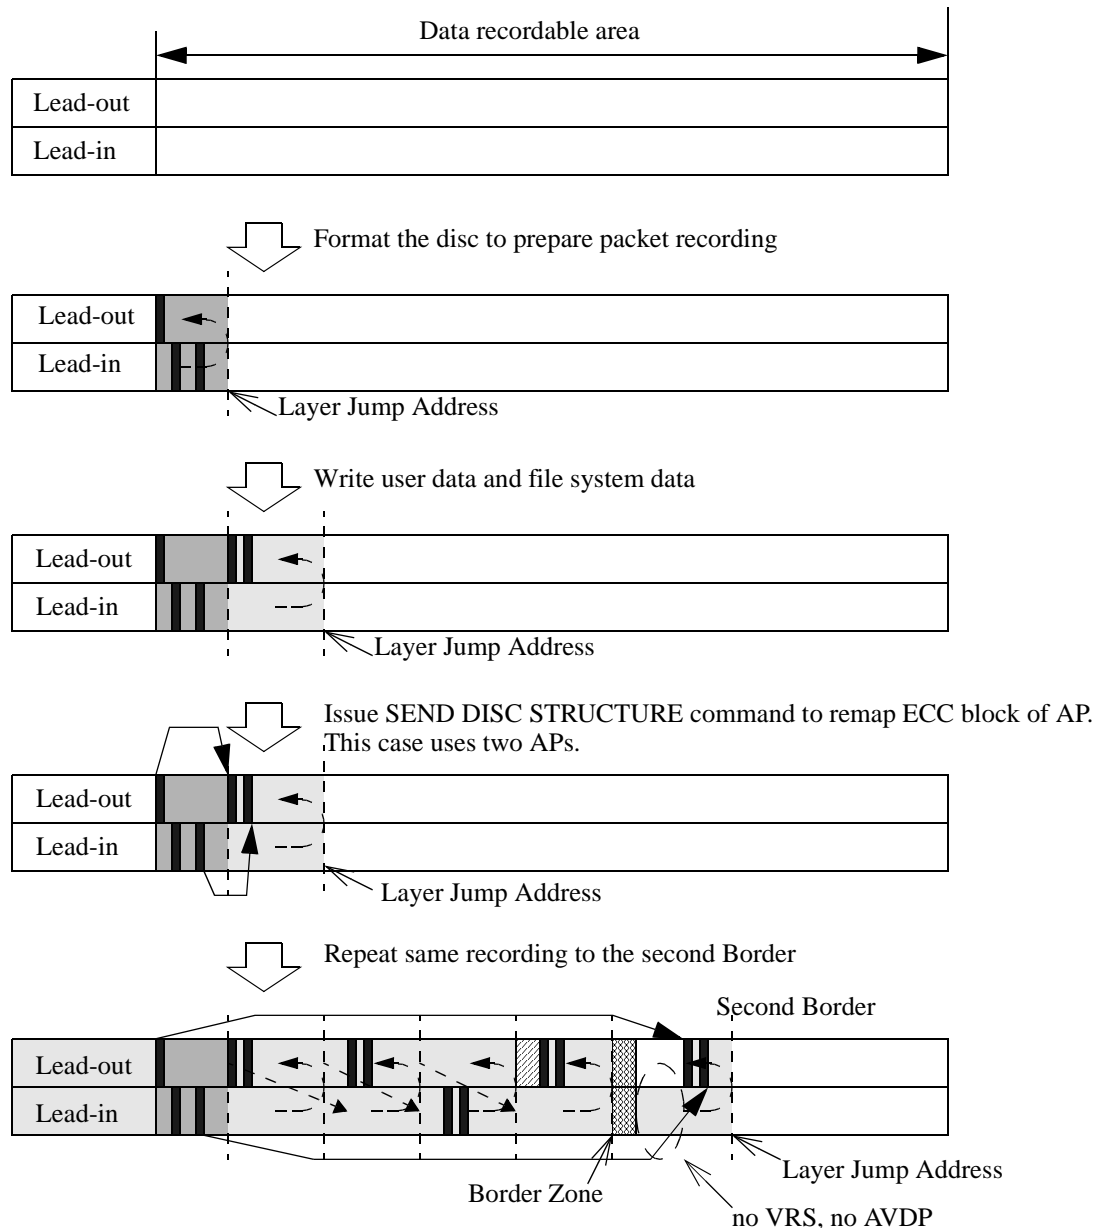 Data recordable area
Lead-out
Lead-in
Format the disc to prepare packet recording
Lead-out
Lead-in
Layer Jump Address
Write user data and file system data
Lead-out
Lead-in
Layer Jump Address
Issue SEND DISC STRUCTURE command to remap ECC block of AP.
This case uses two APs.
Lead-out
Lead-in
Layer Jump Address
Repeat same recording to the second Border
Second Border
Lead-out
Lead-in
Layer Jump Address
Border Zone
no VRS, no AVDP